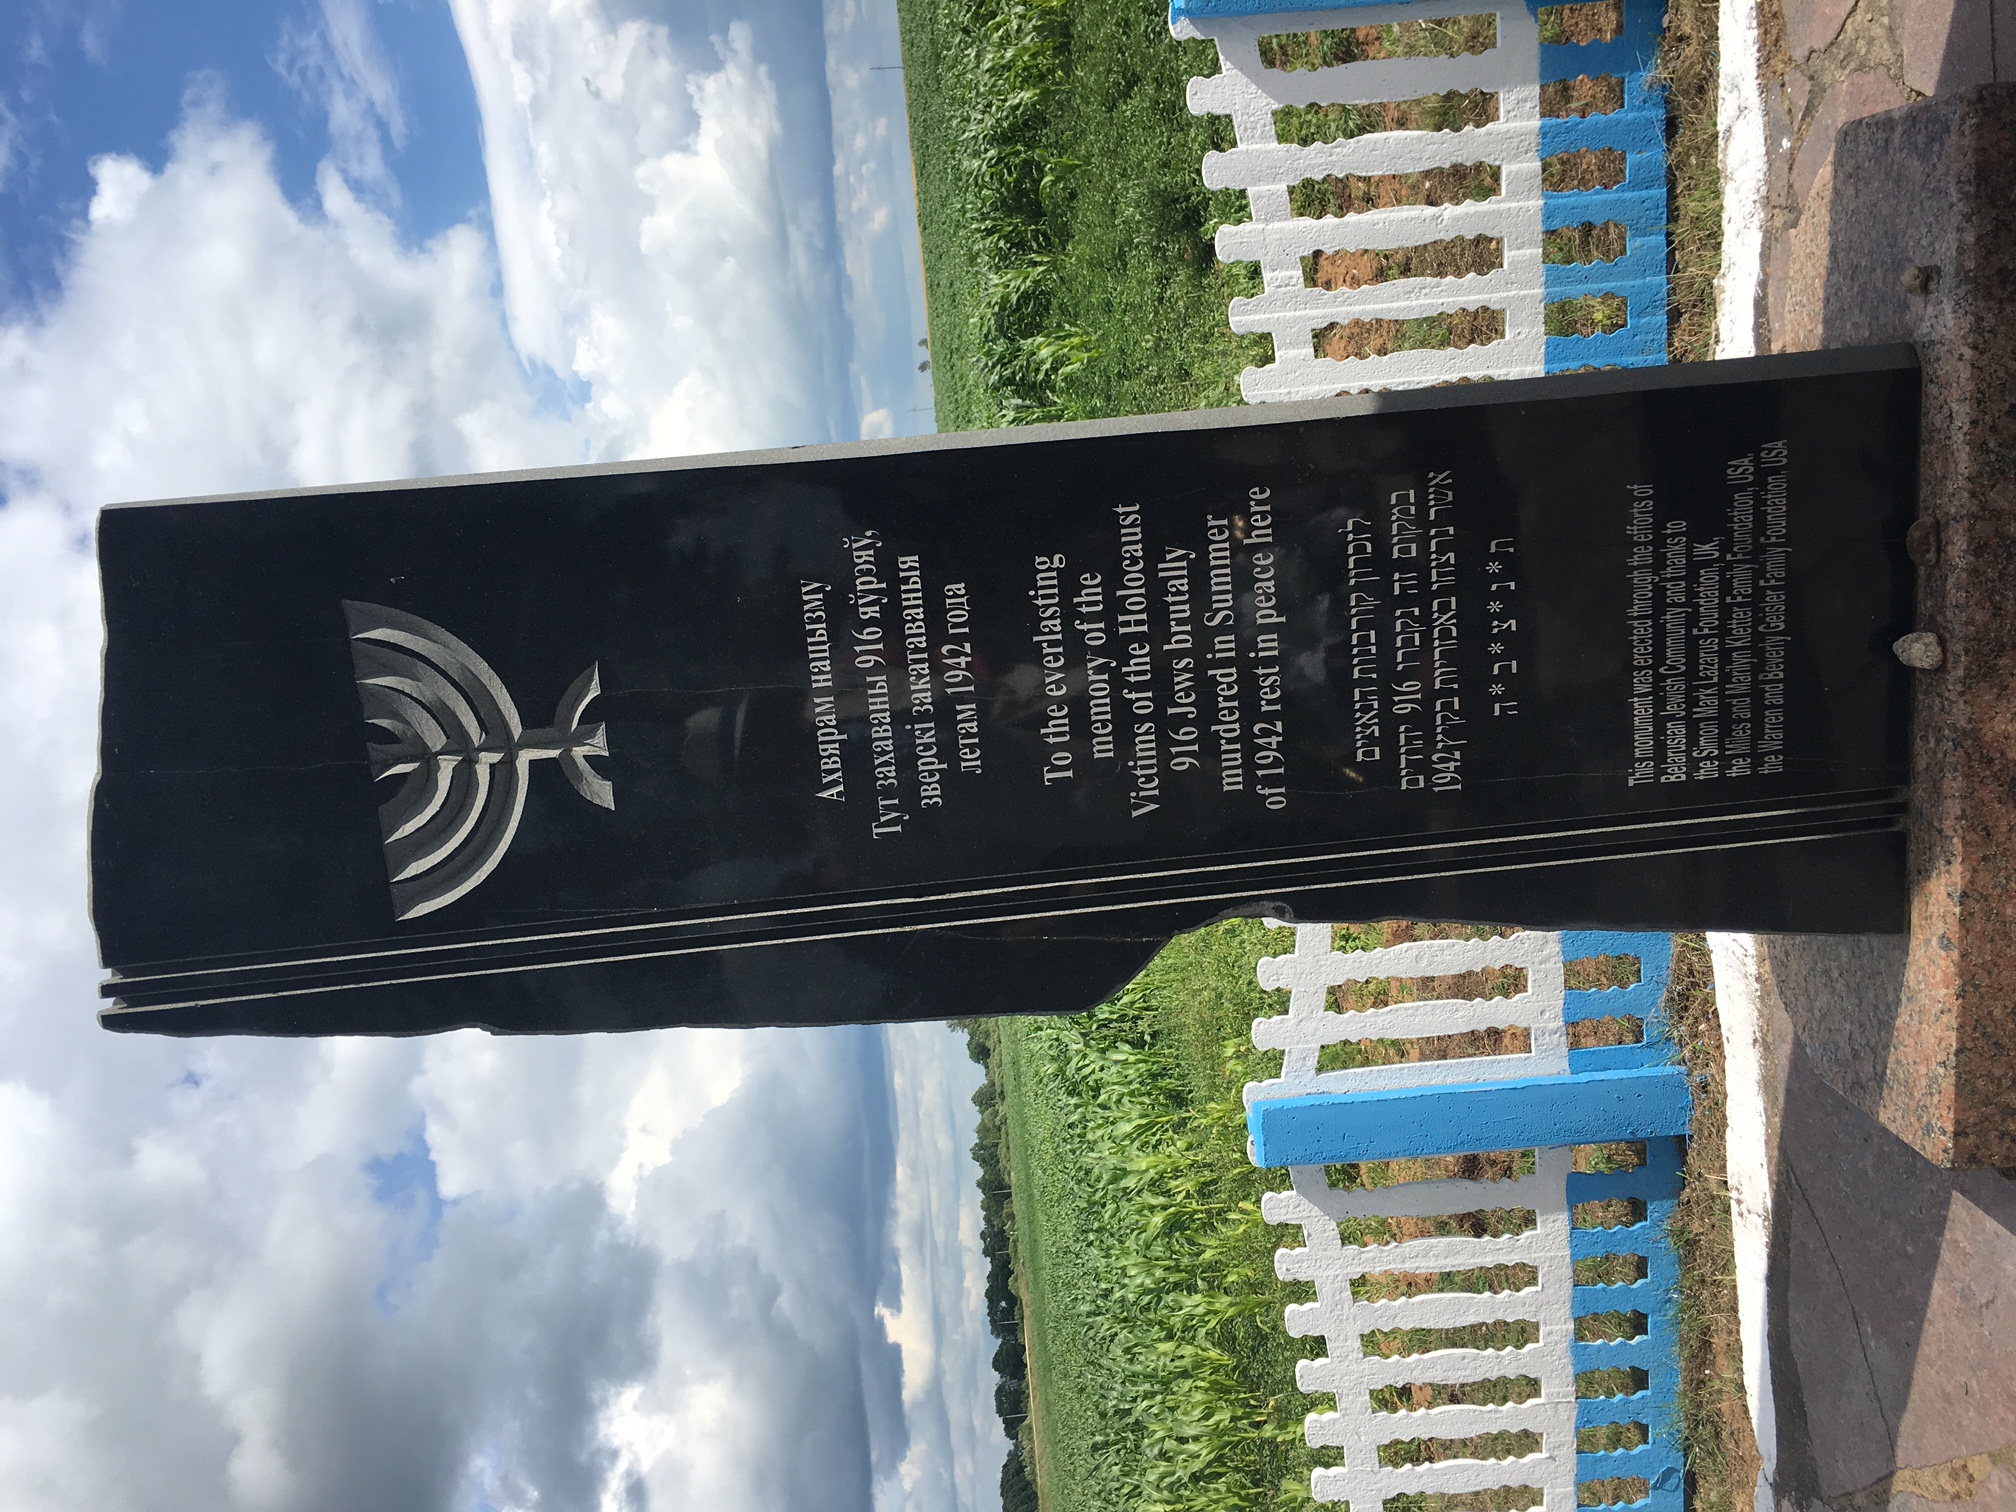 Ахвярам нацызму
Тут захаваны 916 яўрэяў,
зверскі закатаваныя
летам 1942 года
To the everlasting
memory of the
Victims of the Holocaust
916 Jews brutally
murdered in Summer
of 1942 rest in peace here
לזכרון קורבנות הנאצים
במקום זה נקברו 916 יהודים
אשר נרצחו באכזריות בקיץ 1942
ת*נ*צ*ב*ה
This monument was erected through the efforts of
Belarusian Jewish Community and thanks to
the Simon Mark Lazarus Foundation, UK,
the Miles and Marilyn Kletter Family Foundation, USA,
the Warren and Beverly Geisler Family Foundation, USA